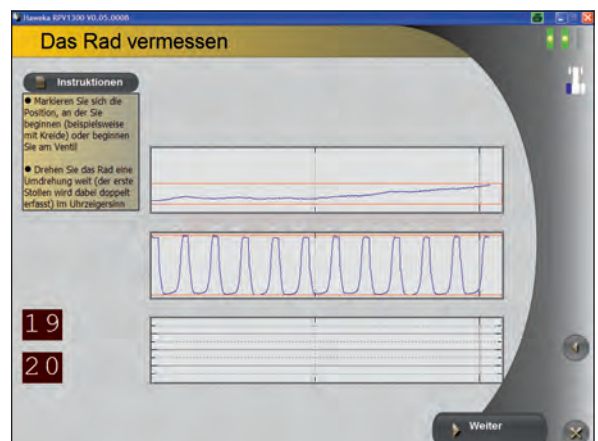 Haweka RPV1300 V0.05.0008
Das Rad vermessen
Instruktionen
● Markieren Sie sich die
Position, an der Sie
beginnen (beispielsweise
mit Kreide) oder beginnen
Sie am Ventil
● Drehen Sie das Rad eine
Umdrehung weit (der erste
Stollen wird dabei doppelt
erfasst) im Uhrzeigersinn
19
20
Weiter